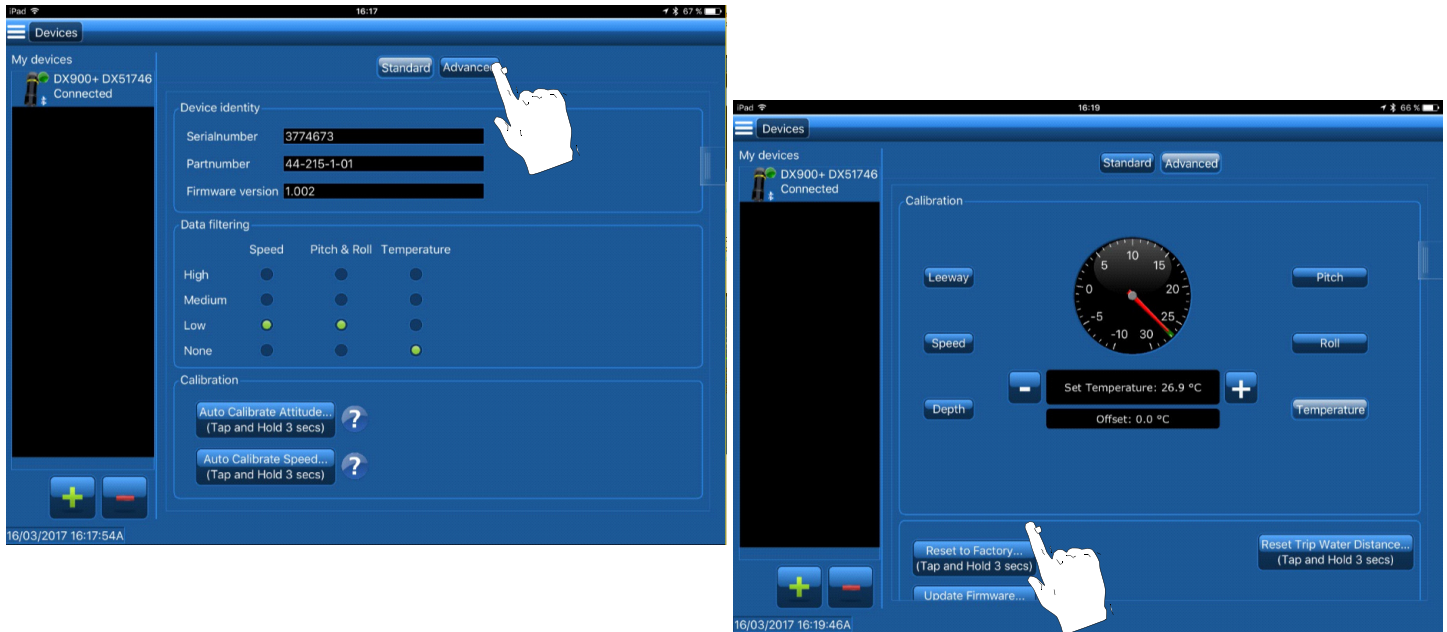 iPad 16:17 67 %
Devices
My devices
DX900+ DX51746
Connected
Standard Advanced
Device identity
Serialnumber 3774673
Partnumber 44-215-1-01
Firmware version 1.002
Data filtering
Speed Pitch & Roll Temperature
High
Medium
Low
None
Calibration
Auto Calibrate Attitude...
(Tap and Hold 3 secs)
?
Auto Calibrate Speed...
(Tap and Hold 3 secs)
?
+ -
16/03/2017 16:17:54A
iPad 16:19 66 %
Devices
My devices
DX900+ DX51746
Connected
Standard Advanced
Calibration
Leeway
Speed
Depth
-10 -5 0 5 10 15 20 25 30
Pitch
Roll
Temperature
- Set Temperature: 26.9 °C +
Offset: 0.0 °C
Reset to Factory...
(Tap and Hold 3 secs)
Update Firmware...
Reset Trip Water Distance...
(Tap and Hold 3 secs)
+ -
16/03/2017 16:19:46A